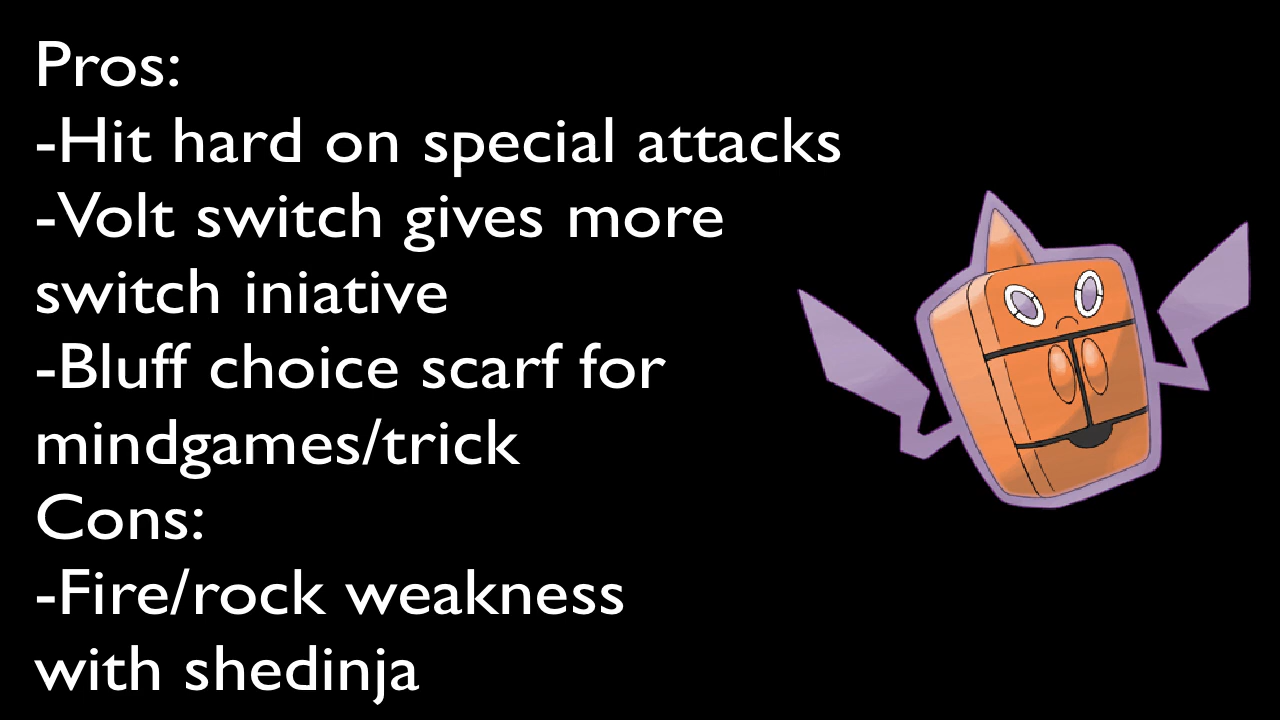 Pros:
-Hit hard on special attacks
-Volt switch gives more
switch iniative
-Bluff choice scarf for
mindgames/trick
Cons:
-Fire/rock weakness
with shedinja